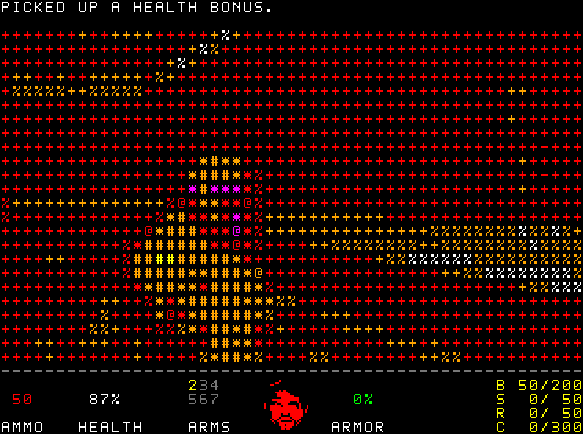 PICKED UP A HEALTH BONUS.
234
567
50 87% 0%
AMMO HEALTH ARMS ARMOR
B 50/200
S 0/ 50
R 0/ 50
C 0/300